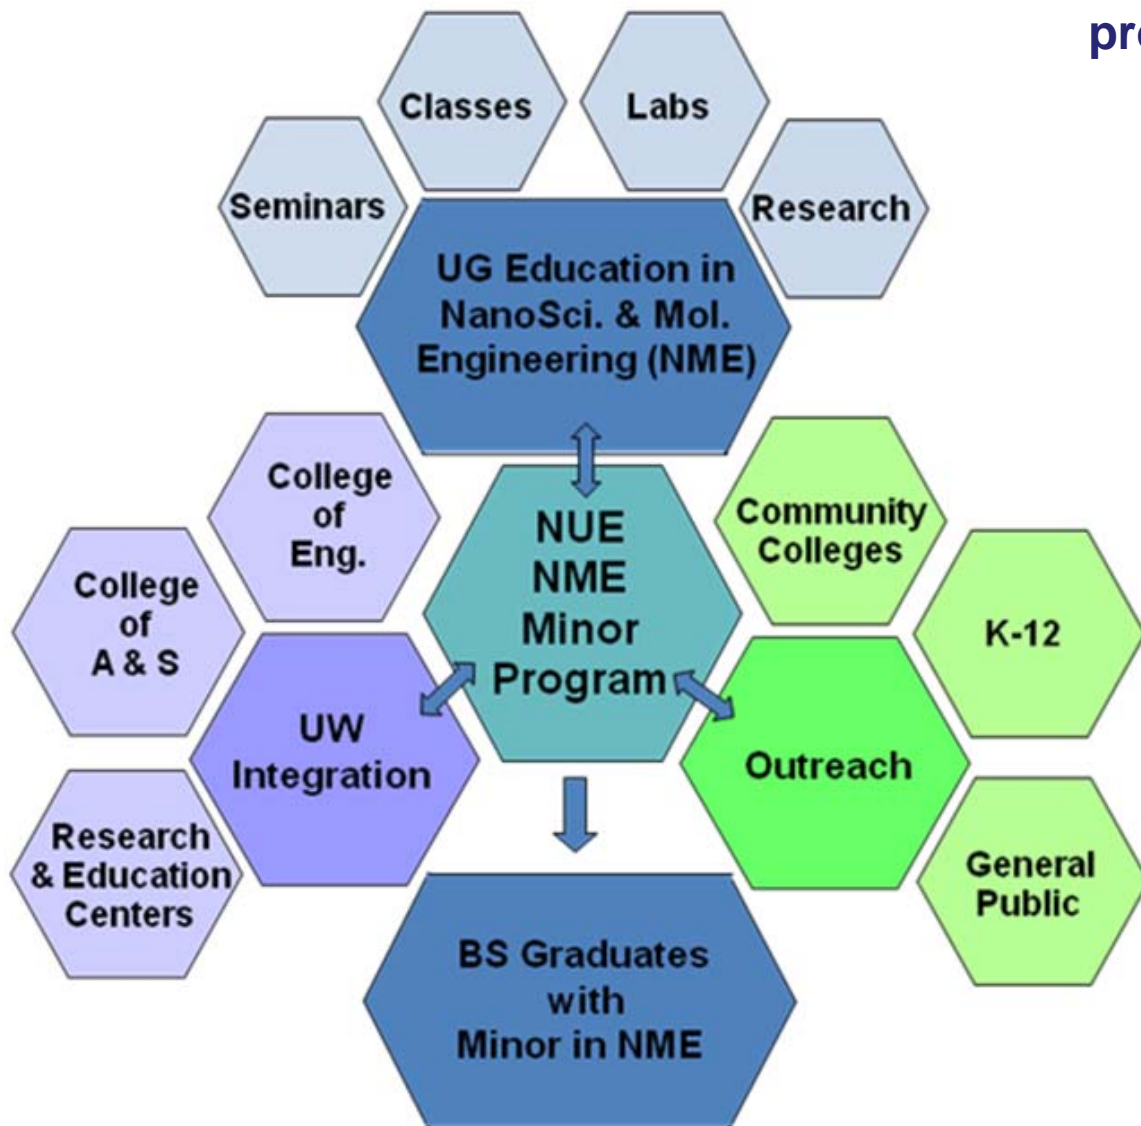 Classes
Labs
Seminars
Research
UG Education in
NanoSci. & Mol.
Engineering (NME)
College
of
Eng.
College
of
A & S
Research
& Education
Centers
UW
Integration
NUE
NME
Minor
Program
Community
Colleges
K-12
General
Public
Outreach
BS Graduates
with
Minor in NME